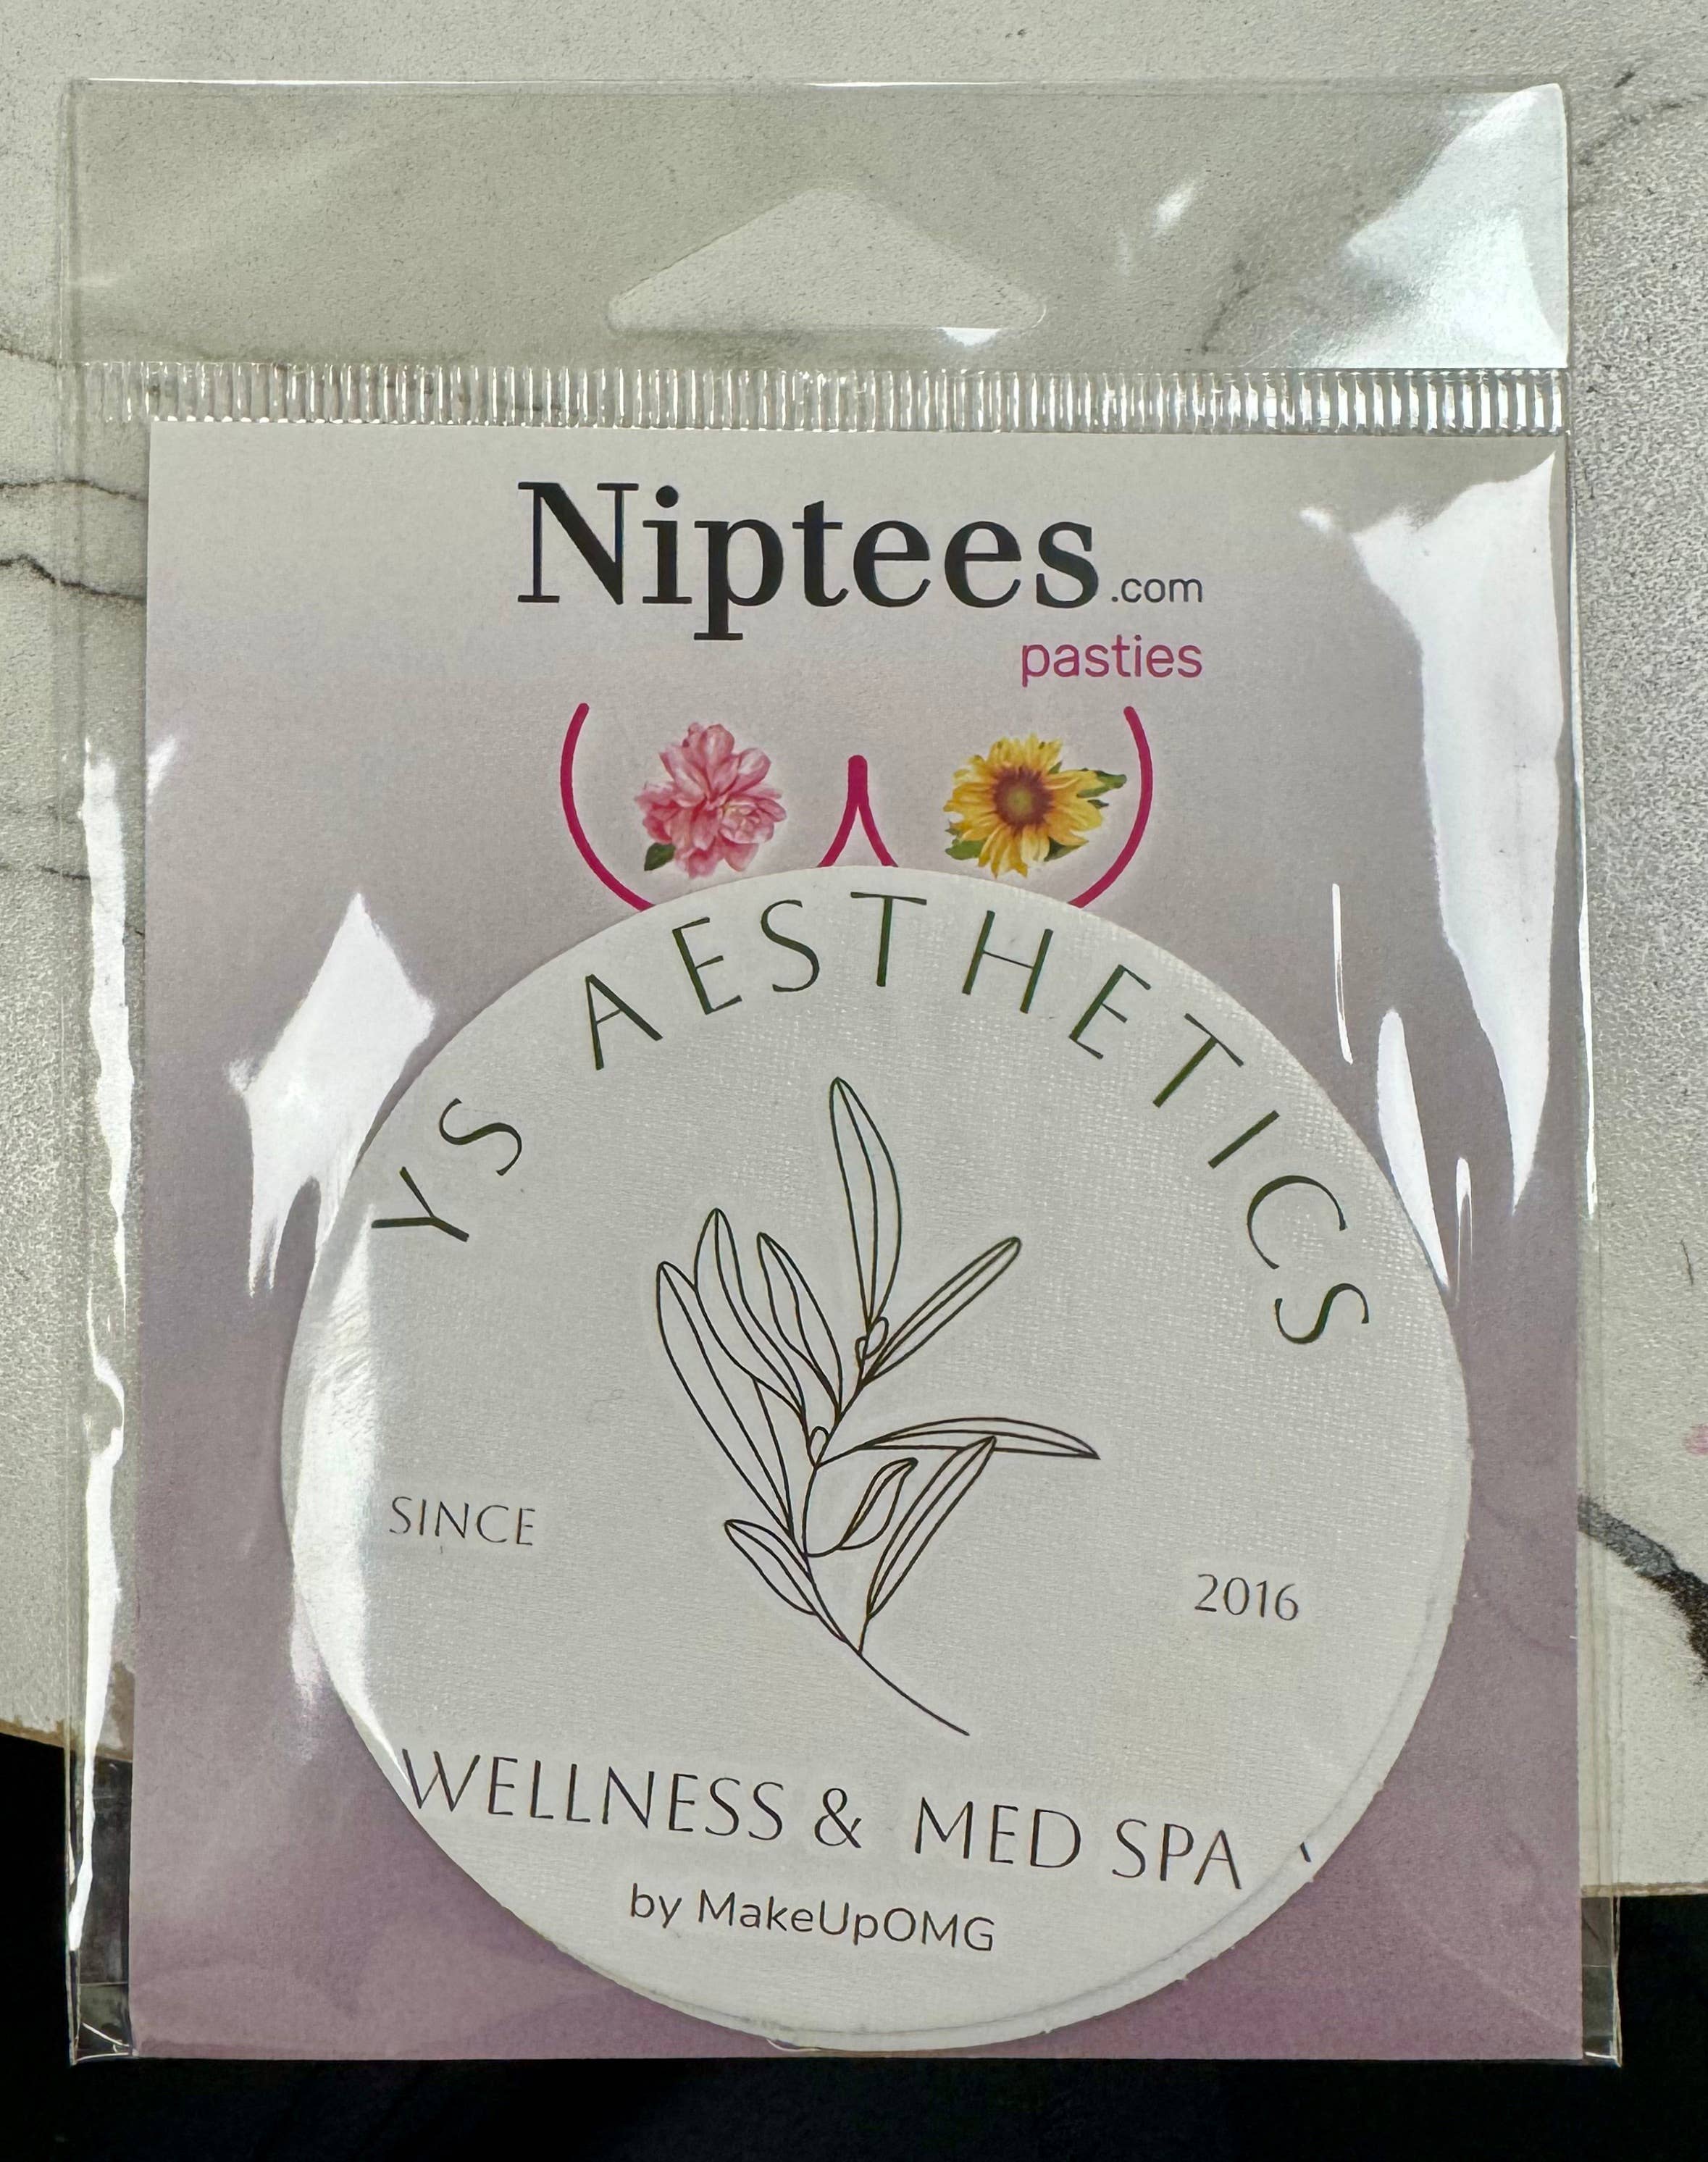 Niptees.com
pasties
YS AESTHETICS
SINCE
2016
WELLNESS & MED SPA
by MakeUpOMG